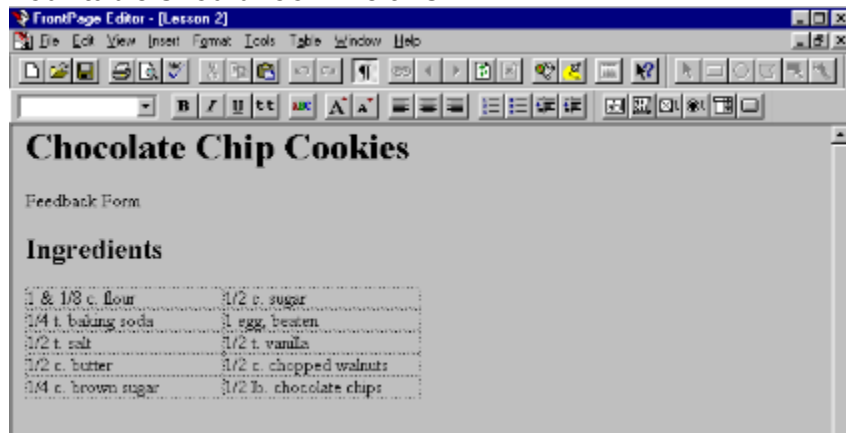 FrontPage Editor - [Lesson 2]
File Edit View Insert Format Tools Table Window Help
B I U tt ABC A A
Chocolate Chip Cookies
Feedback Form
Ingredients
1 & 1/8 c. flour 1/2 c. sugar
1/4 t. baking soda 1 egg, beaten
1/2 t. salt 1/2 t. vanilla
1/2 c. butter 1/2 c. chopped walnuts
1/4 c. brown sugar 1/2 lb. chocolate chips